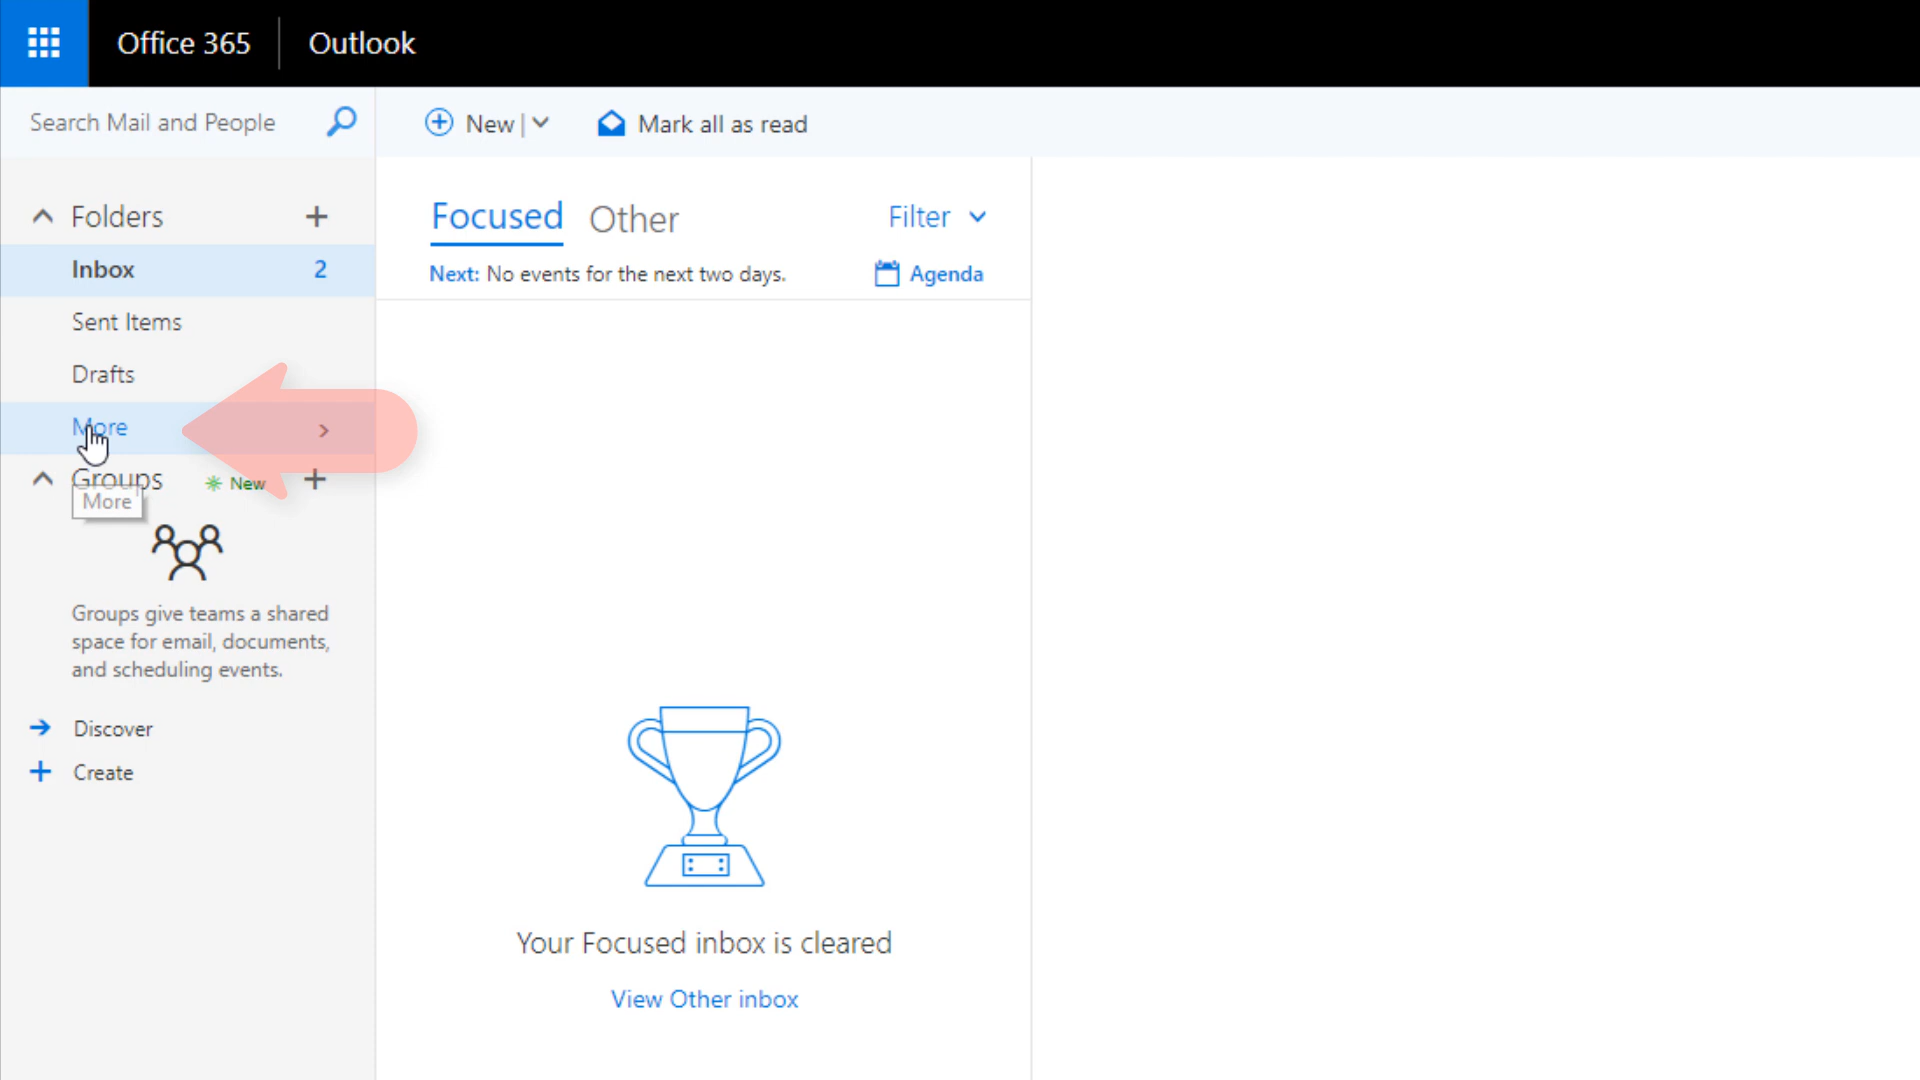 Office 365
Outlook
Search Mail and People
New
Mark all as read
Folders
Inbox 2
Sent Items
Drafts
More
Groups New
More
Groups give teams a shared
space for email, documents,
and scheduling events.
Discover
Create
Focused Other Filter
Next: No events for the next two days. Agenda
Your Focused inbox is cleared
View Other inbox